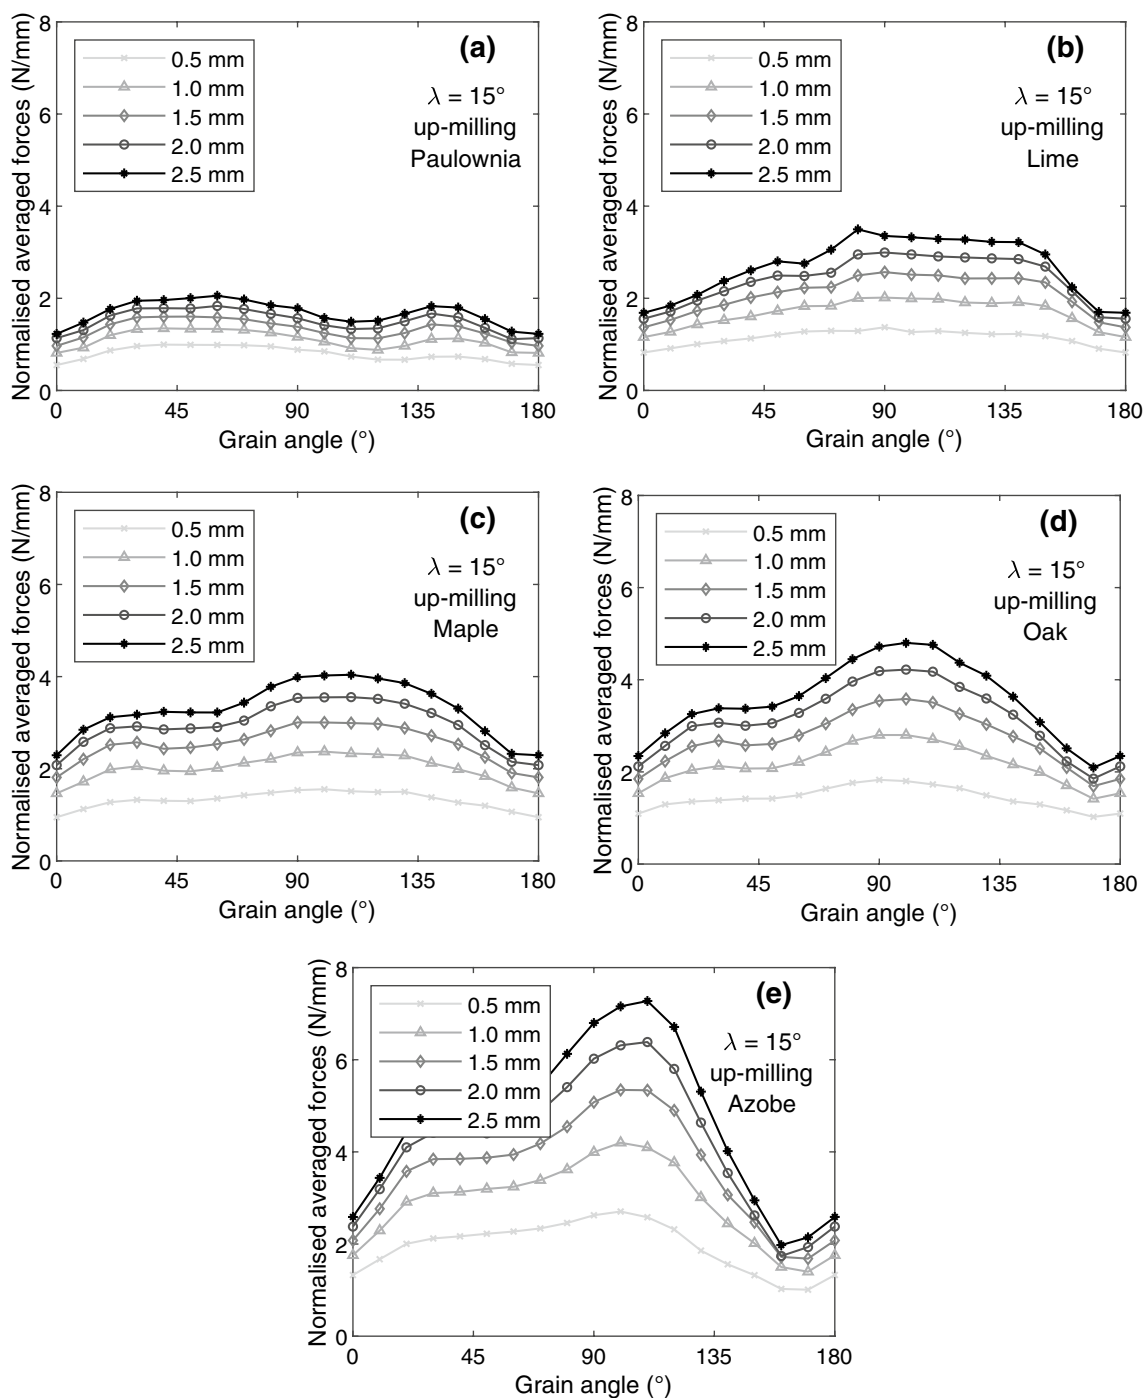 Normalised averaged forces (N/mm)
8
6
4
2
0
0.5 mm
1.0 mm
1.5 mm
2.0 mm
2.5 mm
(a)
λ = 15°
up-milling
Paulownia
0 45 90 135 180
Grain angle (°)
Normalised averaged forces (N/mm)
8
6
4
2
0
0.5 mm
1.0 mm
1.5 mm
2.0 mm
2.5 mm
(b)
λ = 15°
up-milling
Lime
0 45 90 135 180
Grain angle (°)
Normalised averaged forces (N/mm)
8
6
4
2
0
0.5 mm
1.0 mm
1.5 mm
2.0 mm
2.5 mm
(c)
λ = 15°
up-milling
Maple
0 45 90 135 180
Grain angle (°)
Normalised averaged forces (N/mm)
8
6
4
2
0
0.5 mm
1.0 mm
1.5 mm
2.0 mm
2.5 mm
(d)
λ = 15°
up-milling
Oak
0 45 90 135 180
Grain angle (°)
Normalised averaged forces (N/mm)
8
6
4
2
0
0.5 mm
1.0 mm
1.5 mm
2.0 mm
2.5 mm
(e)
λ = 15°
up-milling
Azobe
0 45 90 135 180
Grain angle (°)